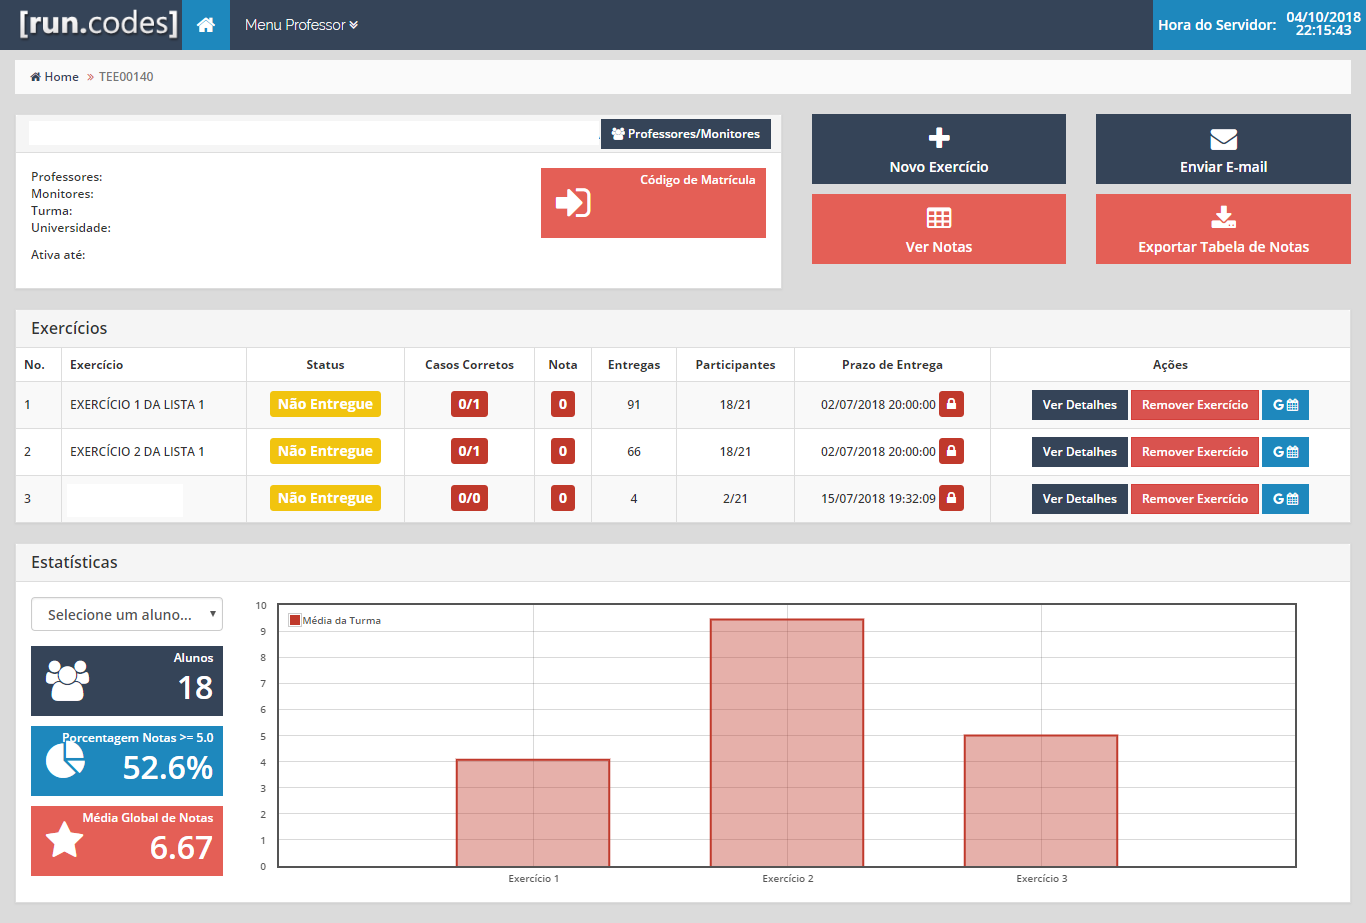 [run.codes]
Menu Professor
Hora do Servidor: 04/10/2018 22:15:43
Home » TEE00140
Professores/Monitores
Professores:
Monitores:
Turma:
Universidade:
Ativa até:
Código de Matrícula
Novo Exercício
Enviar E-mail
Ver Notas
Exportar Tabela de Notas
Exercícios
No. Exercício Status Casos Corretos Nota Entregas Participantes Prazo de Entrega Ações
1 EXERCÍCIO 1 DA LISTA 1 Não Entregue 0/1 0 91 18/21 02/07/2018 20:00:00 Ver Detalhes Remover Exercício G
2 EXERCÍCIO 2 DA LISTA 1 Não Entregue 0/1 0 66 18/21 02/07/2018 20:00:00 Ver Detalhes Remover Exercício G
3 Não Entregue 0/0 0 4 2/21 15/07/2018 19:32:09 Ver Detalhes Remover Exercício G
Estatísticas
Selecione um aluno...
Alunos
18
Porcentagem Notas >= 5.0
52.6%
Média Global de Notas
6.67
Média da Turma
10
9
8
7
6
5
4
3
2
1
0
Exercício 1 Exercício 2 Exercício 3